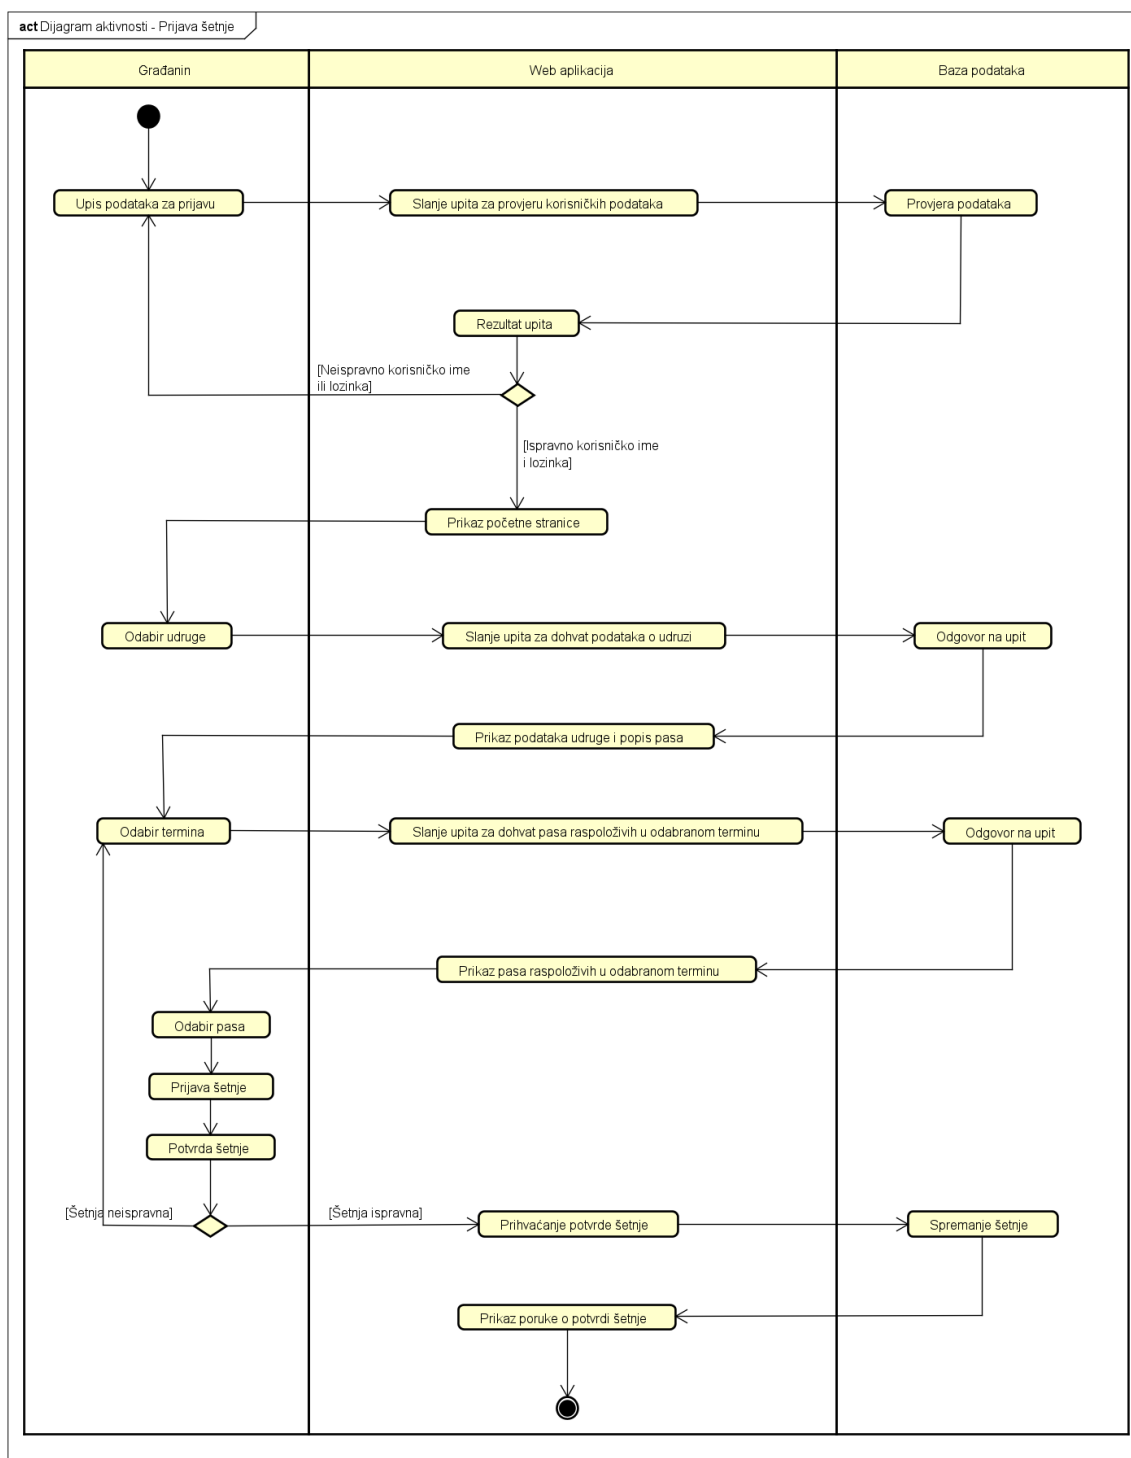 act Dijagram aktivnosti - Prijava šetnje
Građanin
Web aplikacija
Baza podataka
Upis podataka za prijavu
Slanje upita za provjeru korisničkih podataka
Provjera podataka
Rezultat upita
[Neispravno korisničko ime
ili lozinka]
[Ispravno korisničko ime
i lozinka]
Prikaz početne stranice
Odabir udruge
Slanje upita za dohvat podataka o udruzi
Odgovor na upit
Prikaz podataka udruge i popis pasa
Odabir termina
Slanje upita za dohvat pasa raspoloživih u odabranom terminu
Odgovor na upit
Prikaz pasa raspoloživih u odabranom terminu
Odabir pasa
Prijava šetnje
Potvrda šetnje
[Šetnja neispravna]
[Šetnja ispravna]
Prihvaćanje potvrde šetnje
Spremanje šetnje
Prikaz poruke o potvrdi šetnje